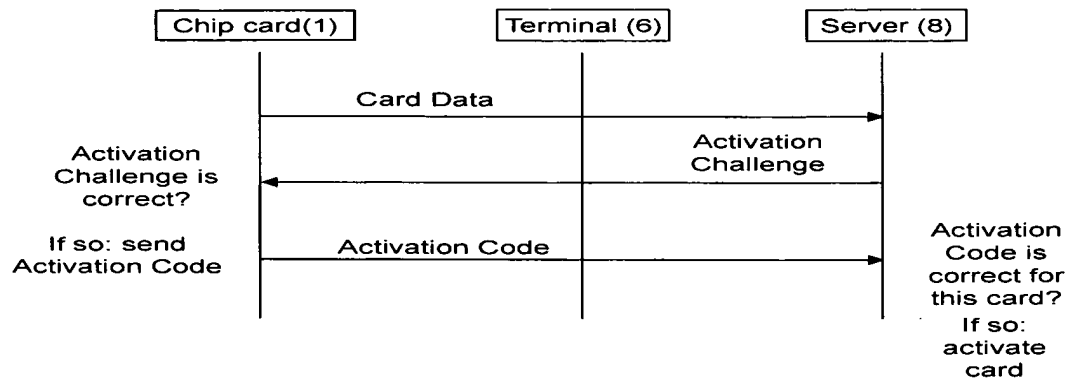 Chip card(1)
Terminal (6)
Server (8)
Card Data
Activation
Challenge
Activation
Challenge is
correct?
If so: send
Activation Code
Activation Code
Activation
Code is
correct for
this card?
If so:
activate
card